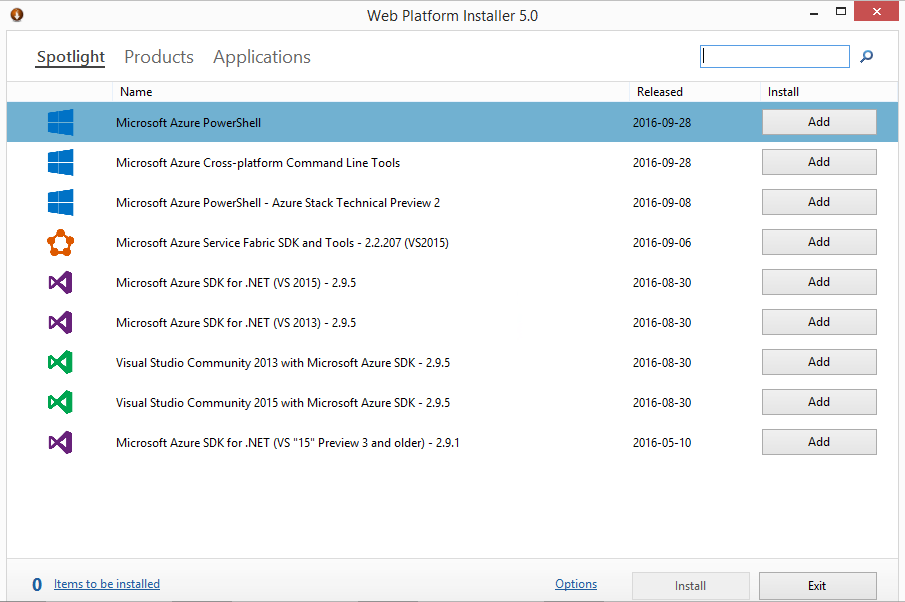 Web Platform Installer 5.0
Spotlight Products Applications
Name Released Install
Microsoft Azure PowerShell 2016-09-28 Add
Microsoft Azure Cross-platform Command Line Tools 2016-09-28 Add
Microsoft Azure PowerShell - Azure Stack Technical Preview 2 2016-09-08 Add
Microsoft Azure Service Fabric SDK and Tools - 2.2.207 (VS2015) 2016-09-06 Add
Microsoft Azure SDK for .NET (VS 2015) - 2.9.5 2016-08-30 Add
Microsoft Azure SDK for .NET (VS 2013) - 2.9.5 2016-08-30 Add
Visual Studio Community 2013 with Microsoft Azure SDK - 2.9.5 2016-08-30 Add
Visual Studio Community 2015 with Microsoft Azure SDK - 2.9.5 2016-08-30 Add
Microsoft Azure SDK for .NET (VS "15" Preview 3 and older) - 2.9.1 2016-05-10 Add
0 Items to be installed Options Install Exit